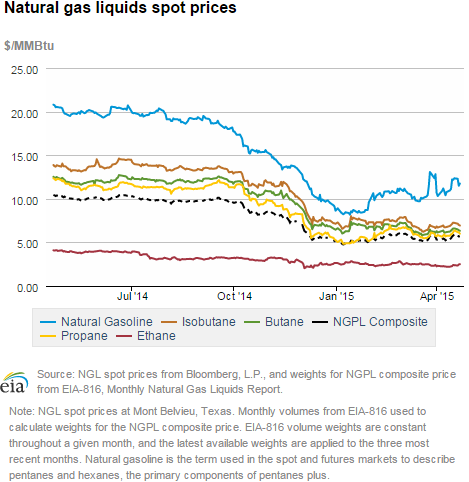 Natural gas liquids spot prices
$/MMBtu
25.00
20.00
15.00
10.00
5.00
0.00
Jul '14 Oct '14 Jan '15 Apr '15
Natural Gasoline Isobutane Butane NGPL Composite
Propane Ethane
eia
Source: NGL spot prices from Bloomberg, L.P., and weights for NGPL composite price
from EIA-816, Monthly Natural Gas Liquids Report.
Note: NGL spot prices at Mont Belvieu, Texas. Monthly volumes from EIA-816 used to
calculate weights for the NGPL composite price. EIA-816 volume weights are constant
throughout a given month, and the latest available weights are applied to the three most
recent months. Natural gasoline is the term used in the spot and futures markets to describe
pentanes and hexanes, the primary components of pentanes plus.